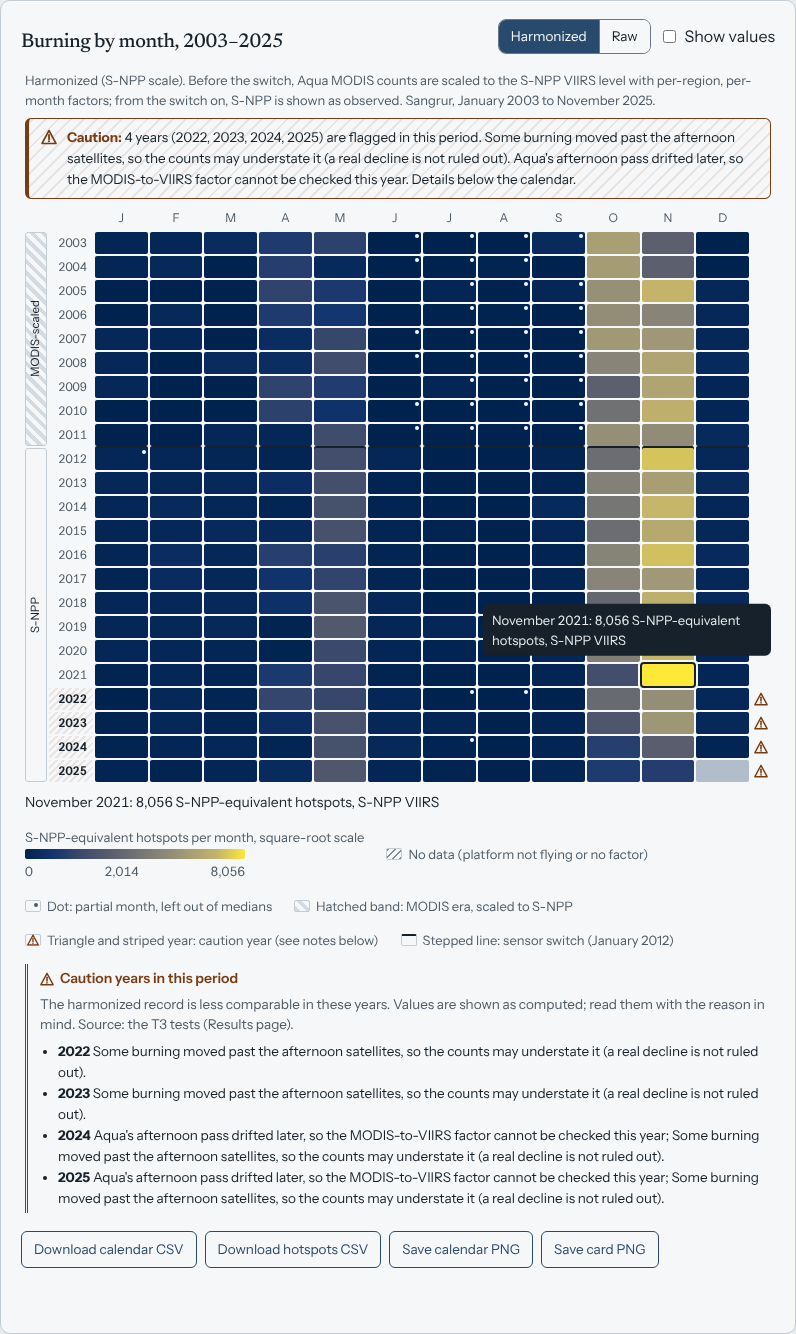 Burning by month, 2003–2025
Harmonized Raw Show values
Harmonized (S-NPP scale). Before the switch, Aqua MODIS counts are scaled to the S-NPP VIIRS level with per-region, per-
month factors; from the switch on, S-NPP is shown as observed. Sangrur, January 2003 to November 2025.
Caution: 4 years (2022, 2023, 2024, 2025) are flagged in this period. Some burning moved past the afternoon
satellites, so the counts may understate it (a real decline is not ruled out). Aqua's afternoon pass drifted later, so
the MODIS-to-VIIRS factor cannot be checked this year. Details below the calendar.
J F M A M J J A S O N D
MODIS-scaled
2003
2004
2005
2006
2007
2008
2009
2010
2011
S-NPP
2012
2013
2014
2015
2016
2017
2018
2019
2020
2021
2022
2023
2024
2025
November 2021: 8,056 S-NPP-equivalent
hotspots, S-NPP VIIRS
November 2021: 8,056 S-NPP-equivalent hotspots, S-NPP VIIRS
S-NPP-equivalent hotspots per month, square-root scale
0 2,014 8,056
No data (platform not flying or no factor)
Dot: partial month, left out of medians
Hatched band: MODIS era, scaled to S-NPP
Triangle and striped year: caution year (see notes below)
Stepped line: sensor switch (January 2012)
Caution years in this period
The harmonized record is less comparable in these years. Values are shown as computed; read them with the reason in
mind. Source: the T3 tests (Results page).
• 2022 Some burning moved past the afternoon satellites, so the counts may understate it (a real decline is not ruled
out).
• 2023 Some burning moved past the afternoon satellites, so the counts may understate it (a real decline is not ruled
out).
• 2024 Aqua's afternoon pass drifted later, so the MODIS-to-VIIRS factor cannot be checked this year; Some burning
moved past the afternoon satellites, so the counts may understate it (a real decline is not ruled out).
• 2025 Aqua's afternoon pass drifted later, so the MODIS-to-VIIRS factor cannot be checked this year; Some burning
moved past the afternoon satellites, so the counts may understate it (a real decline is not ruled out).
Download calendar CSV Download hotspots CSV Save calendar PNG Save card PNG